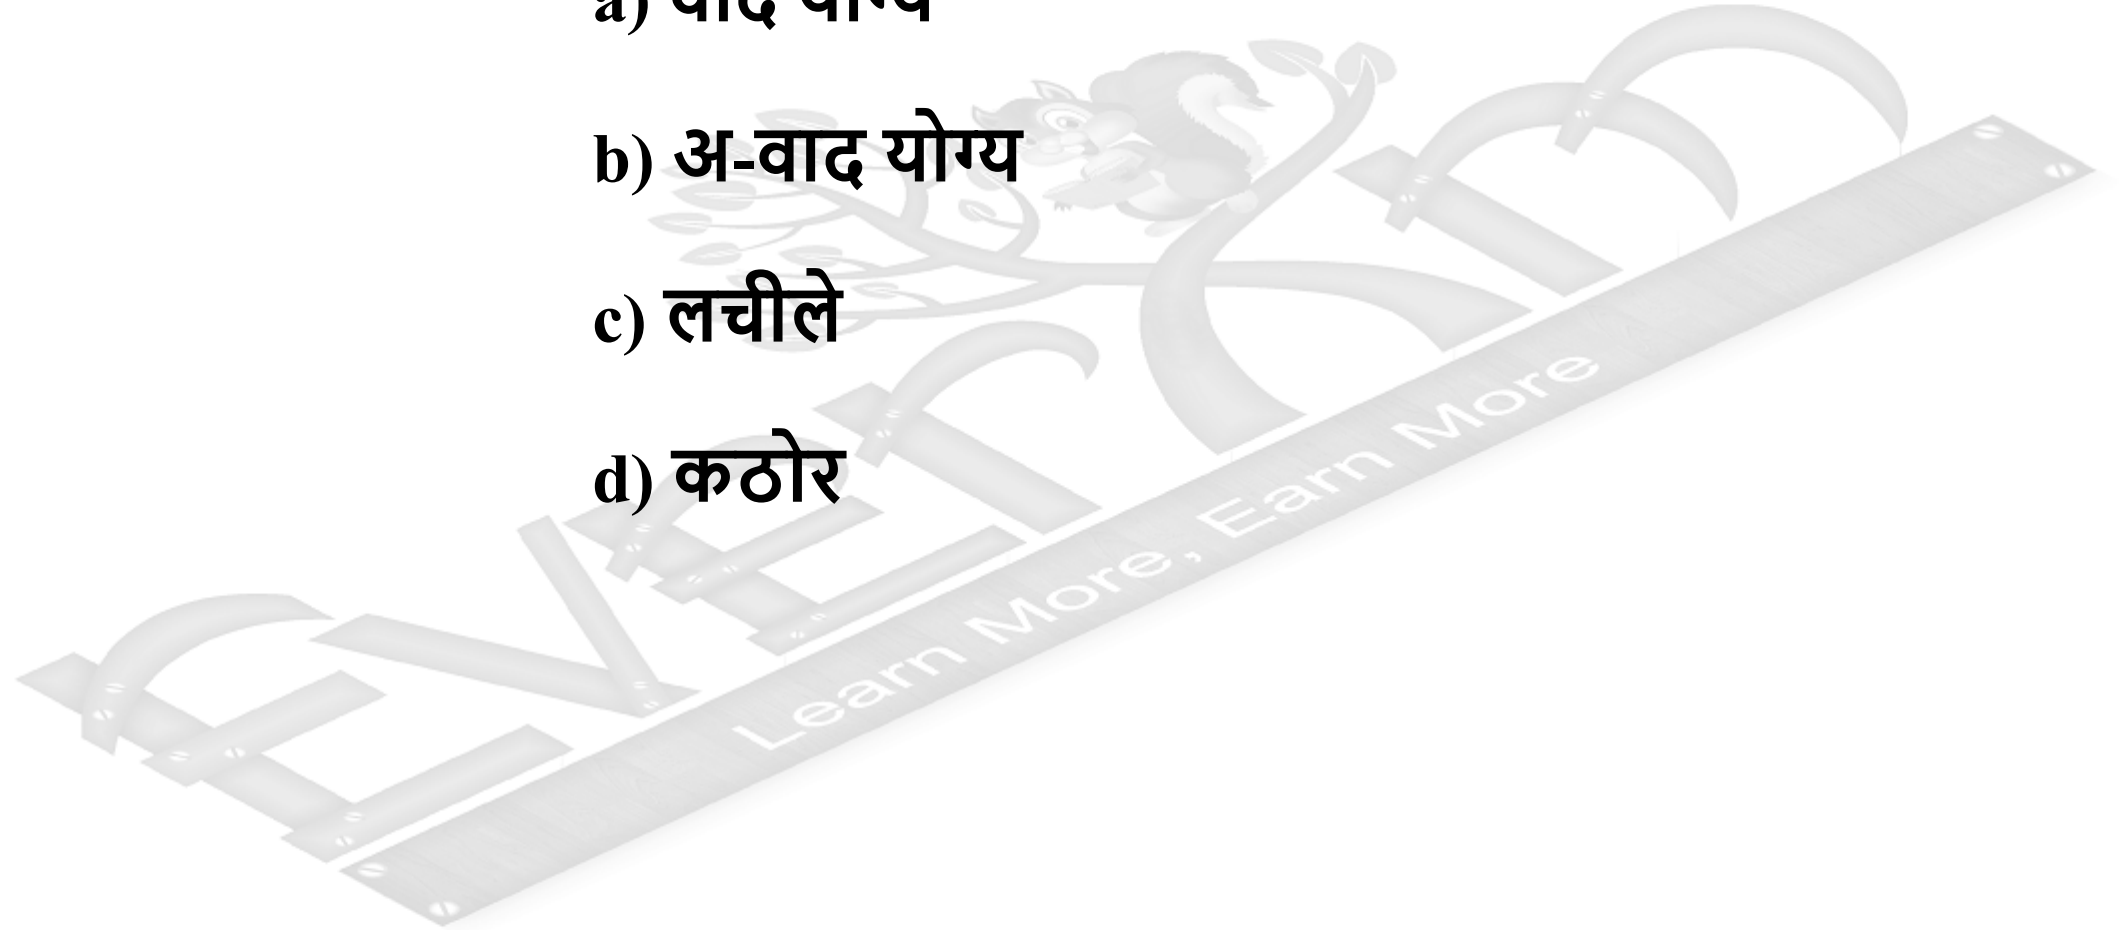 a) वाद योग्य
b) अ-वाद योग्य
c) लचीले
d) कठोर
Learn More, Earn More